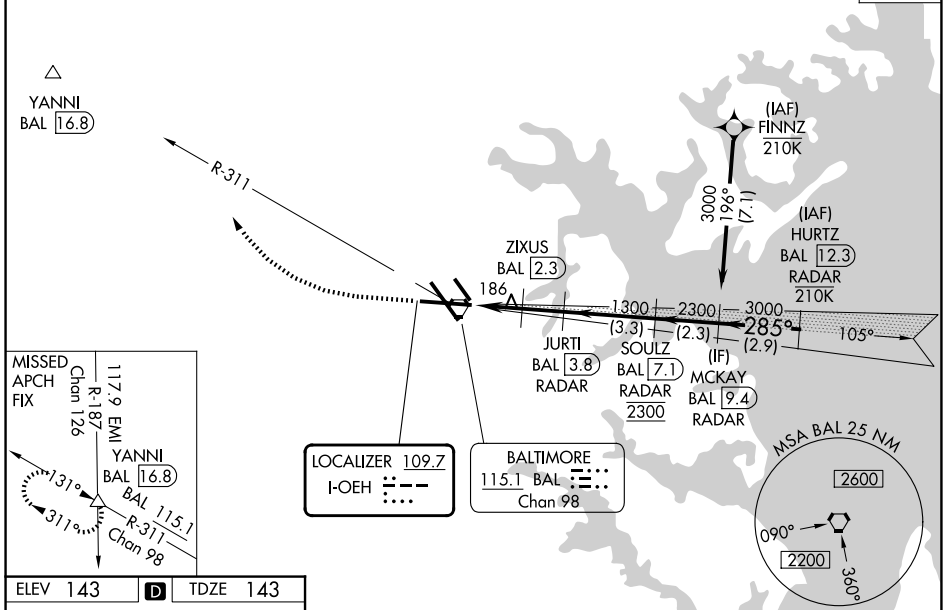 YANNI
BAL 16.8
R-311
(IAF)
FINNZ
210K
3000
196°
(7.1)
(IAF)
HURTZ
BAL 12.3
RADAR
210K
ZIXUS
BAL 2.3
186
1300
2300
3000
285°
105°
(3.3)
(2.3)
(2.9)
JURTI
BAL 3.8
RADAR
SOULZ
BAL 7.1
RADAR
2300
(IF)
MCKAY
BAL 9.4
RADAR
MISSED
APCH
FIX
117.9 EMI
R-187
Chan 126
YANNI
BAL 16.8
BAL 115.1
R-311
Chan 98
131°
311°
LOCALIZER 109.7
I-OEH
BALTIMORE
115.1 BAL
Chan 98
MSA BAL 25 NM
2600
090°
2200
360°
ELEV 143 D TDZE 143